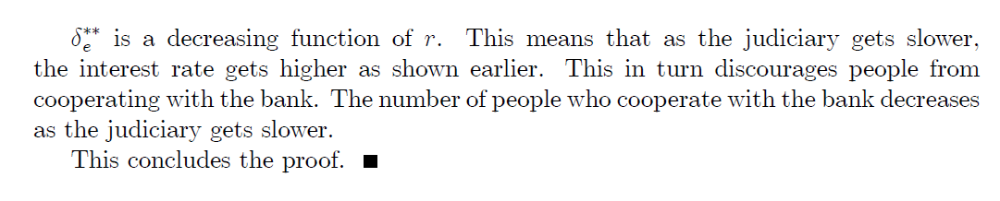 δₑ** is a decreasing function of r. This means that as the judiciary gets slower,
the interest rate gets higher as shown earlier. This in turn discourages people from
cooperating with the bank. The number of people who cooperate with the bank decreases
as the judiciary gets slower.
This concludes the proof. ■